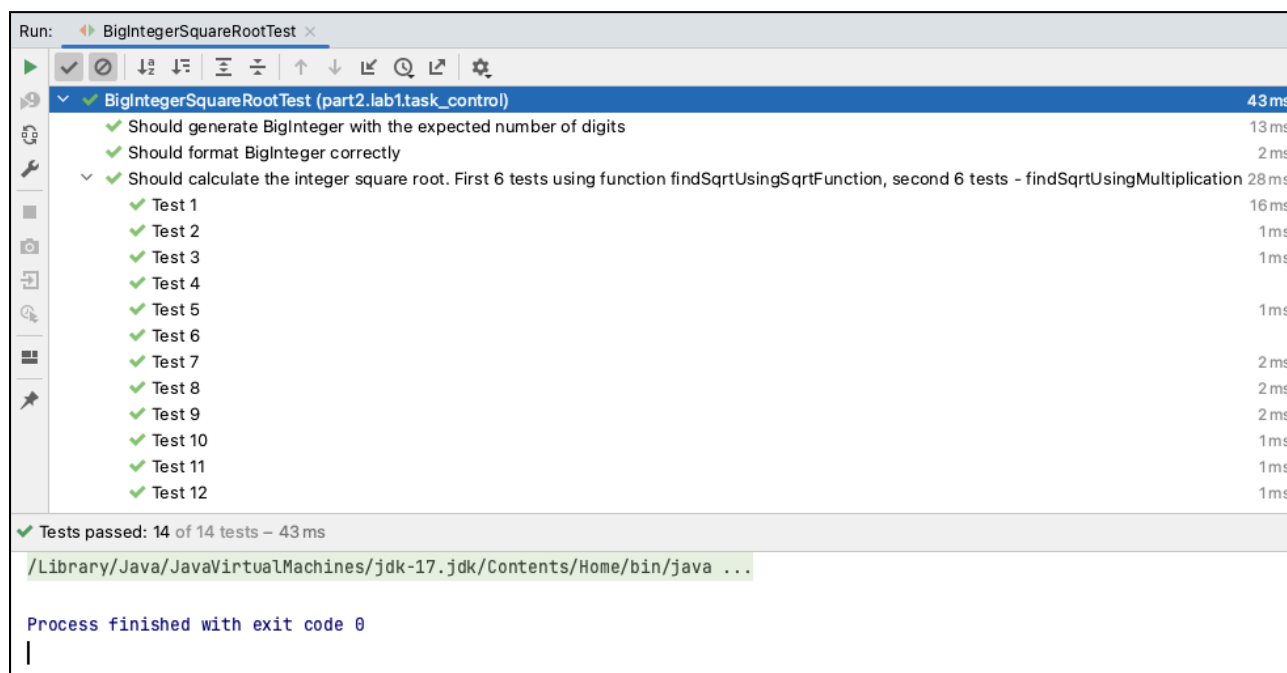 Run: BigIntegerSquareRootTest
BigIntegerSquareRootTest (part2.lab1.task_control) 43 ms
Should generate BigInteger with the expected number of digits 13 ms
Should format BigInteger correctly 2 ms
Should calculate the integer square root. First 6 tests using function findSqrtUsingSqrtFunction, second 6 tests - findSqrtUsingMultiplication 28 ms
Test 1 16 ms
Test 2 1 ms
Test 3 1 ms
Test 4
Test 5 1 ms
Test 6
Test 7 2 ms
Test 8 2 ms
Test 9 2 ms
Test 10 1 ms
Test 11 1 ms
Test 12 1 ms
Tests passed: 14 of 14 tests – 43 ms
/Library/Java/JavaVirtualMachines/jdk-17.jdk/Contents/Home/bin/java ...
Process finished with exit code 0